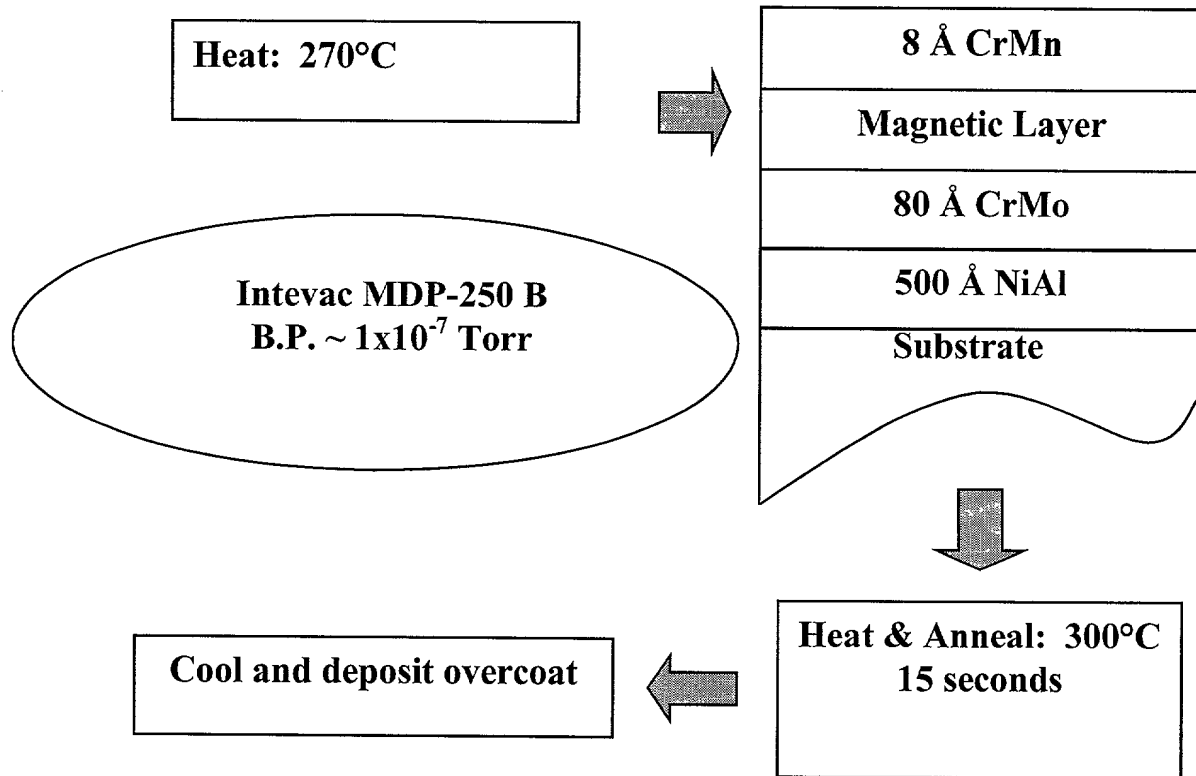 Heat: 270°C
8 Å CrMn
Magnetic Layer
80 Å CrMo
500 Å NiAl
Substrate
Intevac MDP-250 B
B.P. ~ 1x10⁻⁷ Torr
Heat & Anneal: 300°C
15 seconds
Cool and deposit overcoat